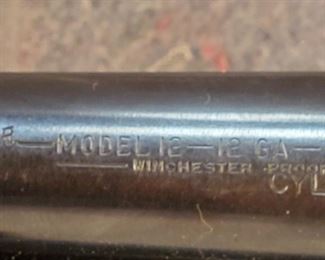 —MODEL 12—12 GA—
—WINCHESTER PROOF
CYL